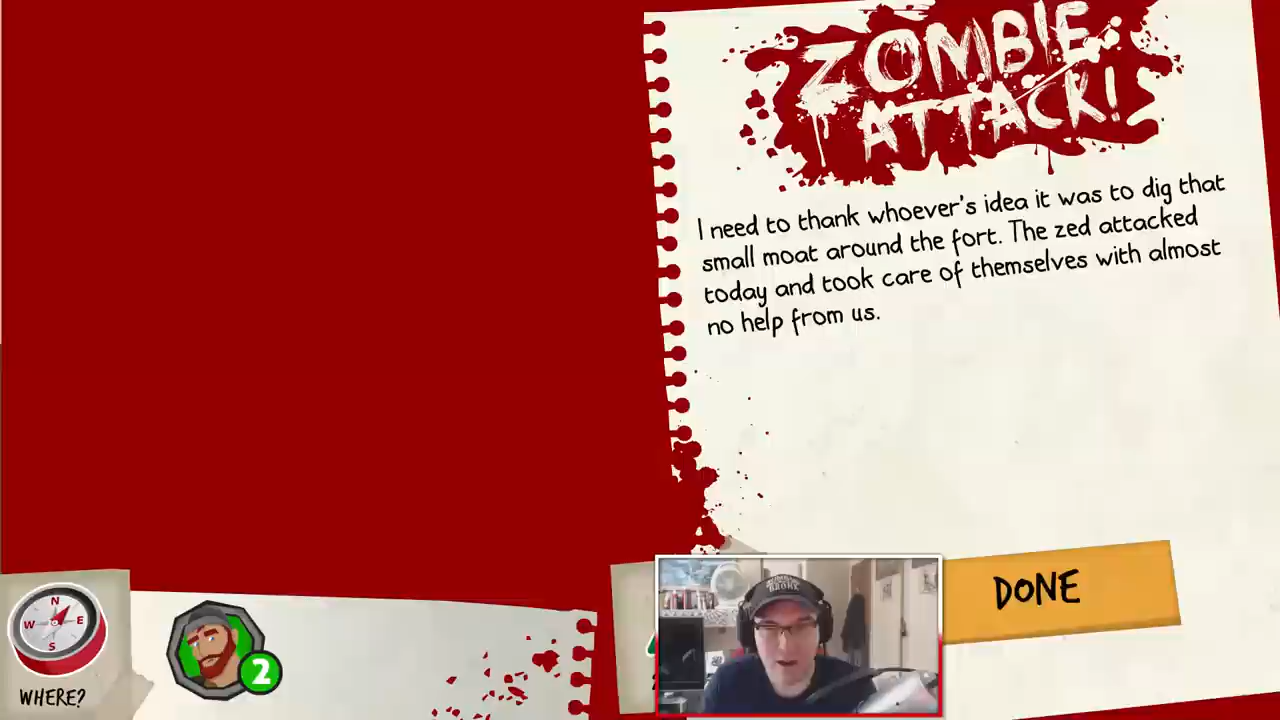 ZOMBIE
ATTACK!
I need to thank whoever's idea it was to dig that
small moat around the fort. The zed attacked
today and took care of themselves with almost
no help from us.
DONE
N
W E
S
WHERE?
2